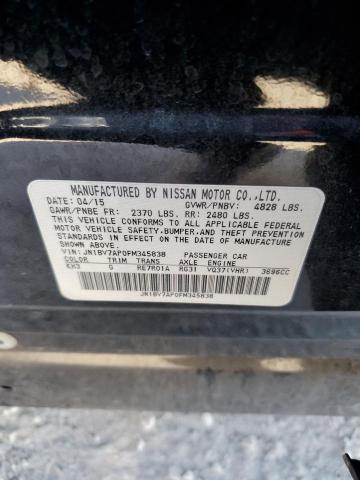 MANUFACTURED BY NISSAN MOTOR CO.,LTD.
DATE: 04/15 GVWR/PNBV: 4828 LBS.
GAWR/PNBE FR: 2370 LBS. RR: 2480 LBS.
THIS VEHICLE CONFORMS TO ALL APPLICABLE FEDERAL
MOTOR VEHICLE SAFETY, BUMPER, AND THEFT PREVENTION
STANDARDS IN EFFECT ON THE DATE OF MANUFACTURE
SHOWN ABOVE.
VIN: JN1BV7AP0FM345838 PASSENGER CAR
COLOR TRIM TRANS AXLE ENGINE
KH3 G RE7R01A RG31 VQ37(VHR) 3696CC
JN1BV7AP0FM345838